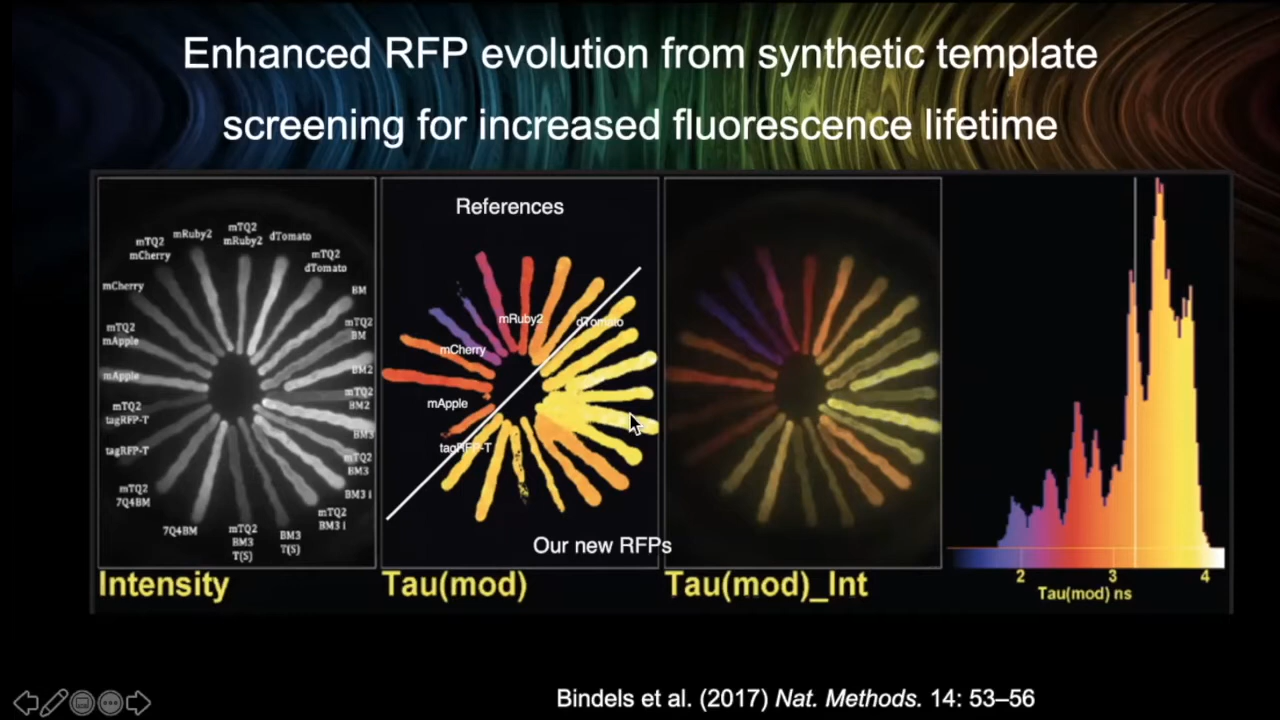 Enhanced RFP evolution from synthetic template
screening for increased fluorescence lifetime
mTQ2
mCherry
mRuby2
mTQ2
mRuby2
dTomato
mTQ2
dTomato
mCherry
BM
mTQ2
mApple
mTQ2
BM
mApple
BM2
mTQ2
BM2
mTQ2
tagRFP-T
BM3
tagRFP-T
mTQ2
BM3
mTQ2
7Q4BM
BM3 i
mTQ2
BM3 i
7Q4BM
mTQ2
BM3
T(S)
BM3
T(S)
Intensity
References
mRuby2
dTomato
mCherry
mApple
tagRFP-T
Our new RFPs
Tau(mod)
Tau(mod)_Int
2
3
4
Tau(mod) ns
Bindels et al. (2017) Nat. Methods. 14: 53–56